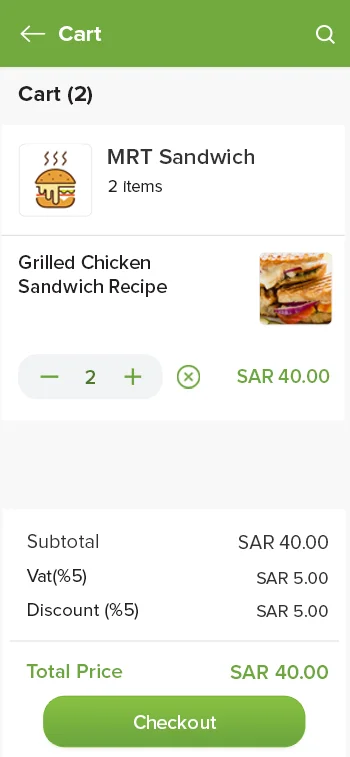 Cart
Cart (2)
MRT Sandwich
2 Items
Grilled Chicken
Sandwich Recipe
2
SAR 40.00
Subtotal SAR 40.00
Vat(%5) SAR 5.00
Discount (%5) SAR 5.00
Total Price SAR 40.00
Checkout